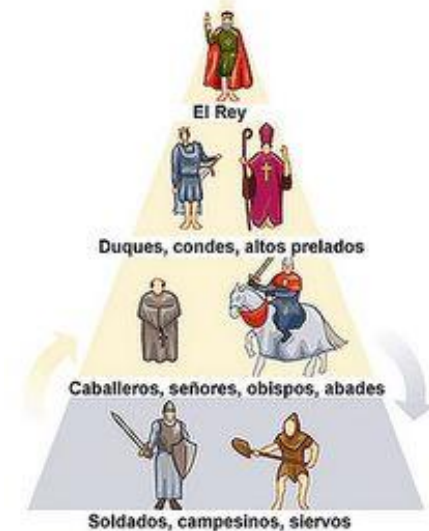 El Rey
Duques, condes, altos prelados
Caballeros, señores, obispos, abades
Soldados, campesinos, siervos